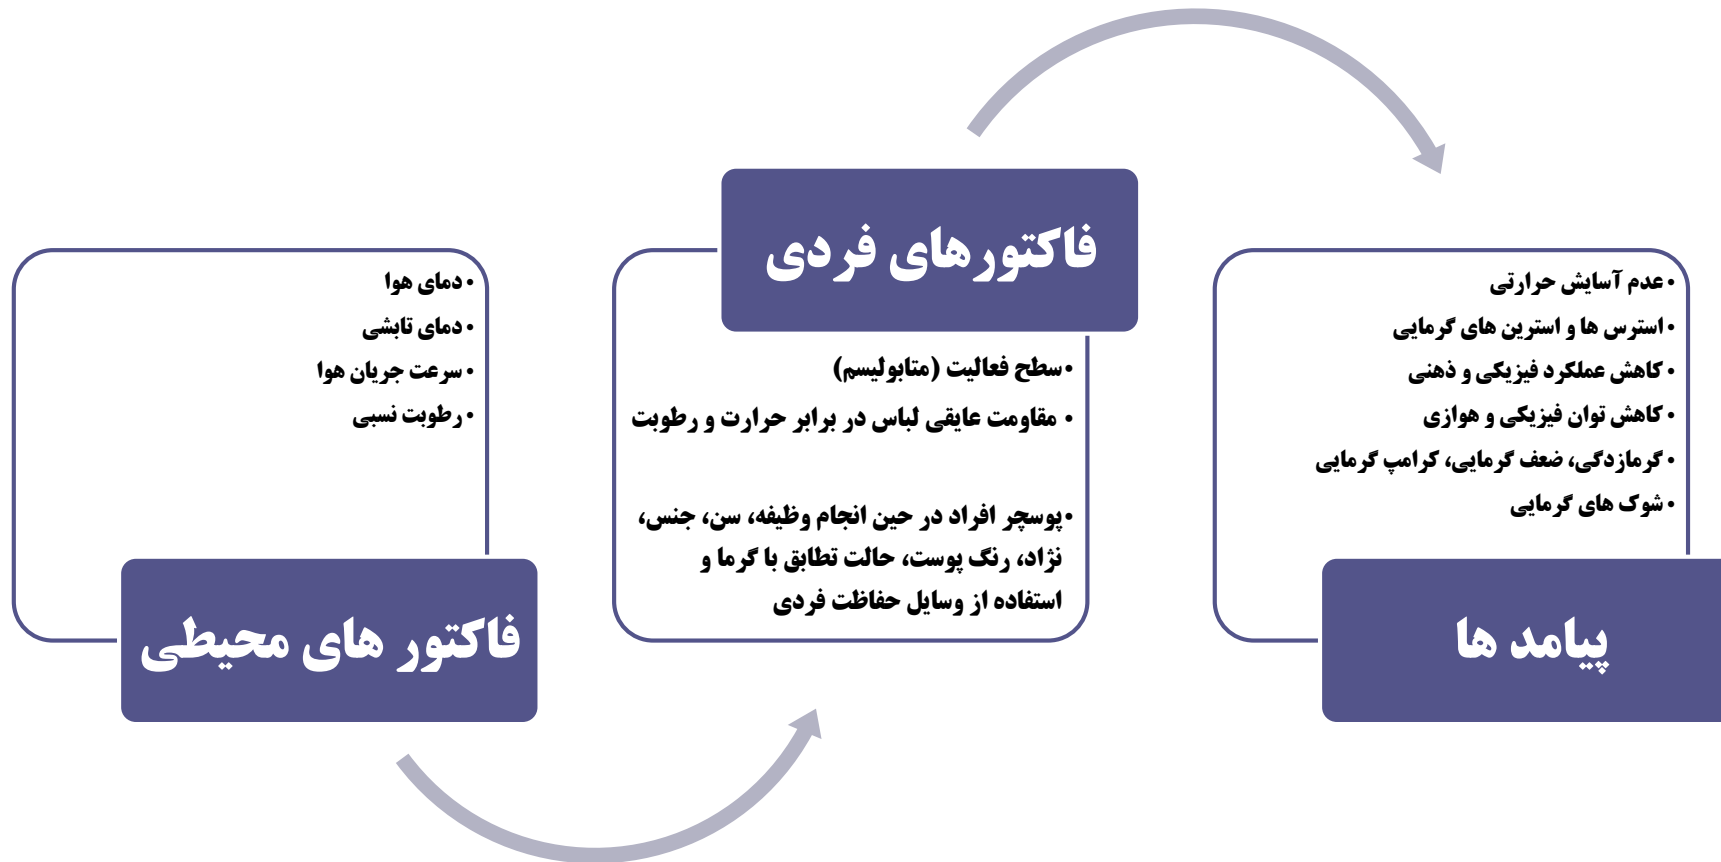 •دمای هوا
•دمای تابشی
•سرعت جریان هوا
•رطوبت نسبی
فاکتور های محیطی
فاکتورهای فردی
•سطح فعالیت (متابولیسم)
• مقاومت عایقی لباس در برابر حرارت و رطوبت
•پوسچر افراد در حین انجام وظیفه، سن، جنس،
نژاد، رنگ پوست، حالت تطابق با گرما و
استفاده از وسایل حفاظت فردی
•عدم آسایش حرارتی
•استرس ها و استرین های گرمایی
•کاهش عملکرد فیزیکی و ذهنی
•کاهش توان فیزیکی و هوازی
•گرمازدگی، ضعف گرمایی، کرامپ گرمایی
•شوک های گرمایی
پیامد ها